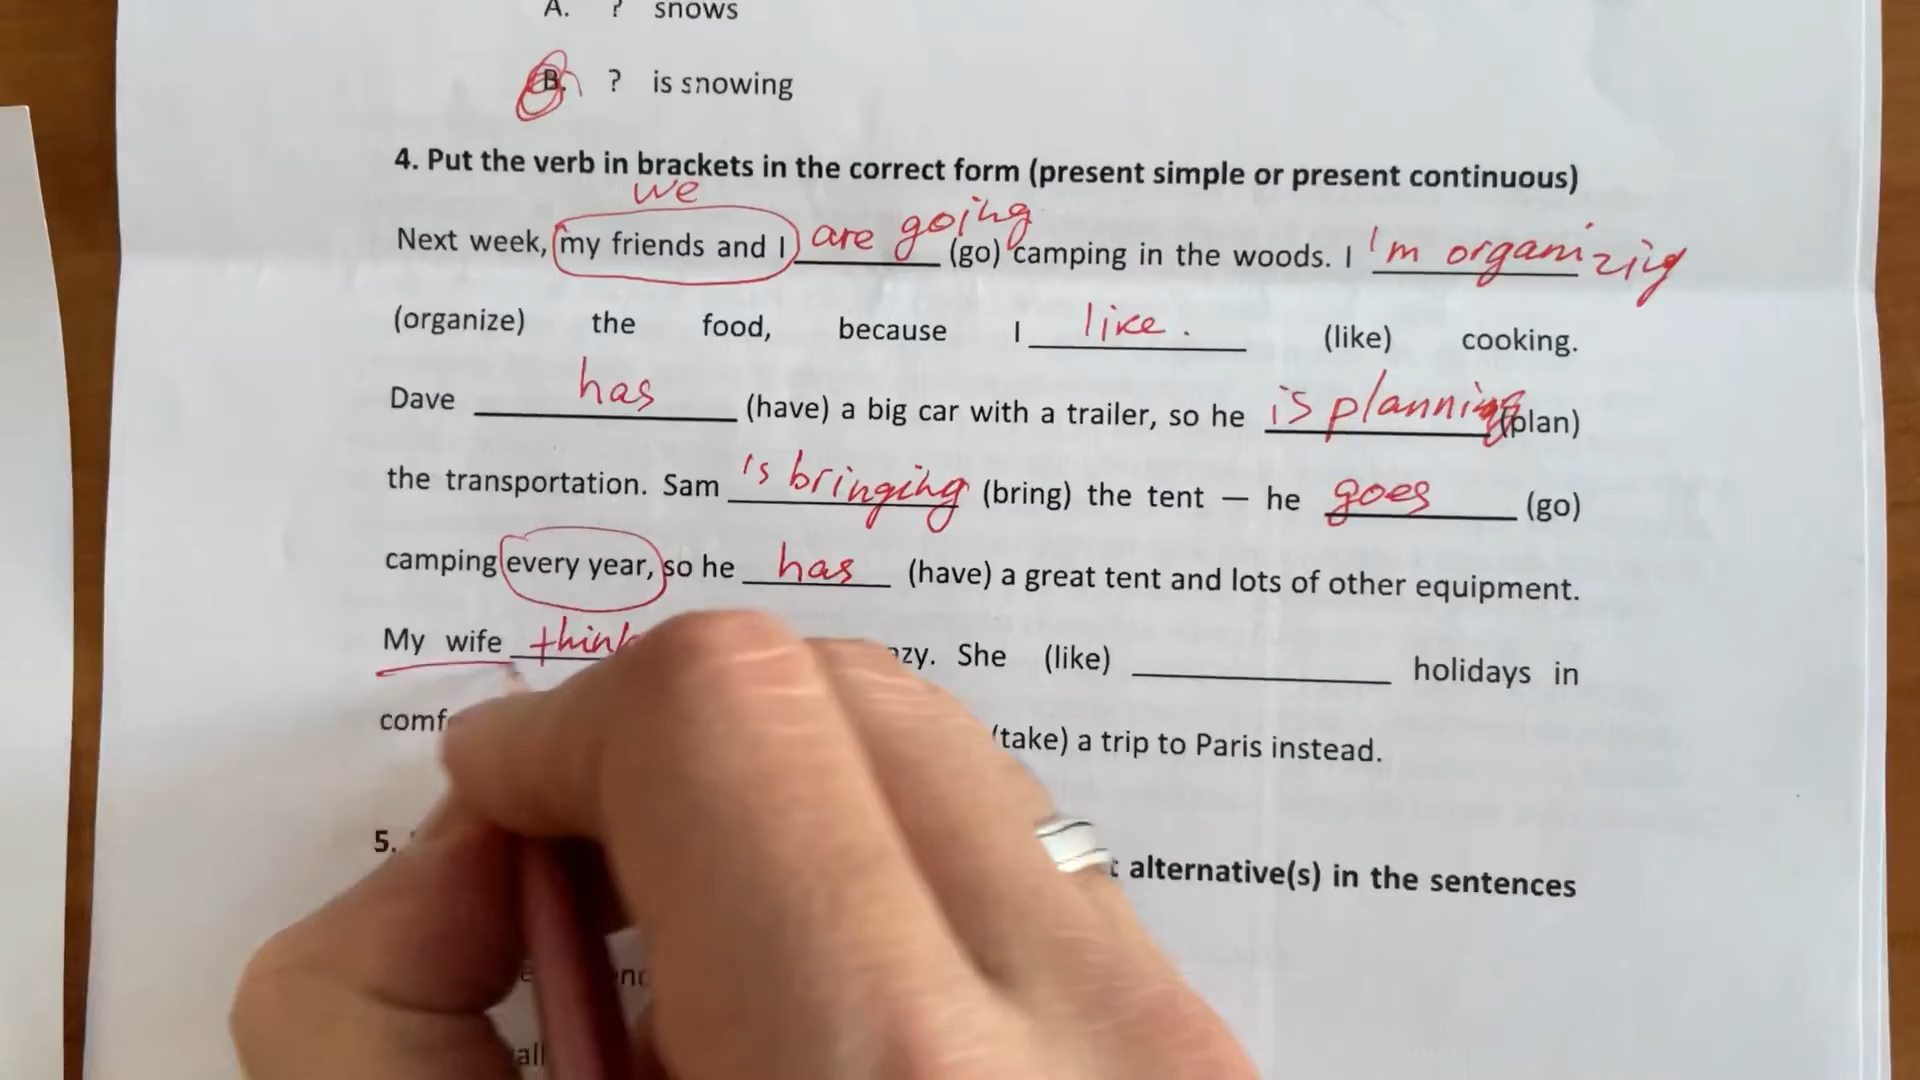 A. ? snows
B. ? is snowing
4. Put the verb in brackets in the correct form (present simple or present continuous)
we
Next week, my friends and I are going (go) camping in the woods. I 'm organizing
(organize) the food, because I like. (like) cooking.
Dave has (have) a big car with a trailer, so he is planning (plan)
the transportation. Sam is bringing (bring) the tent – he goes (go)
camping every year, so he has (have) a great tent and lots of other equipment.
My wife She (like) holidays in
(take) a trip to Paris instead.
5. alternative(s) in the sentences